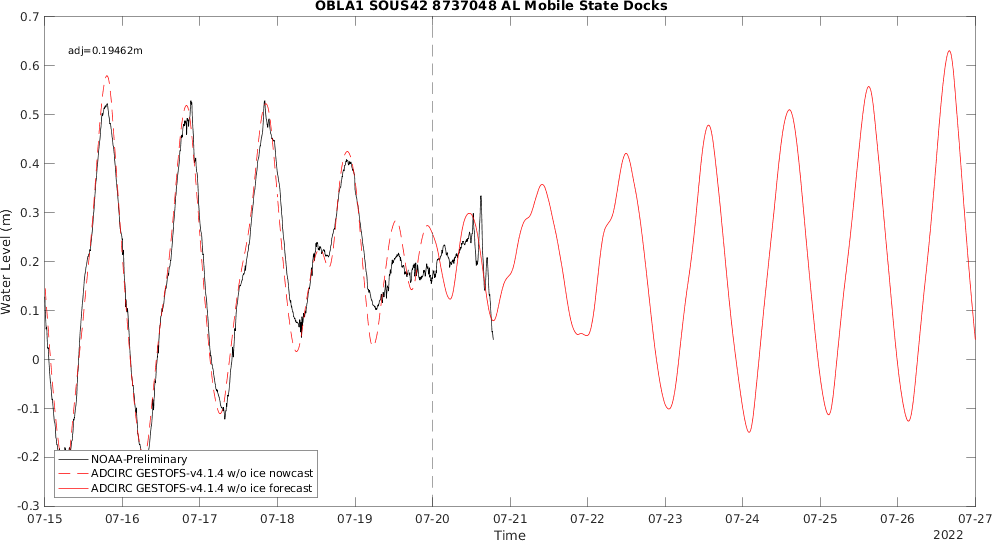 OBLA1 SOUS42 8737048 AL Mobile State Docks
adj=0.19462m
0.7
0.6
0.5
0.4
0.3
0.2
0.1
0
-0.1
-0.2
-0.3
Water Level (m)
NOAA-Preliminary
ADCIRC GESTOFS-v4.1.4 w/o ice nowcast
ADCIRC GESTOFS-v4.1.4 w/o ice forecast
07-15 07-16 07-17 07-18 07-19 07-20 07-21 07-22 07-23 07-24 07-25 07-26 07-27
Time
2022